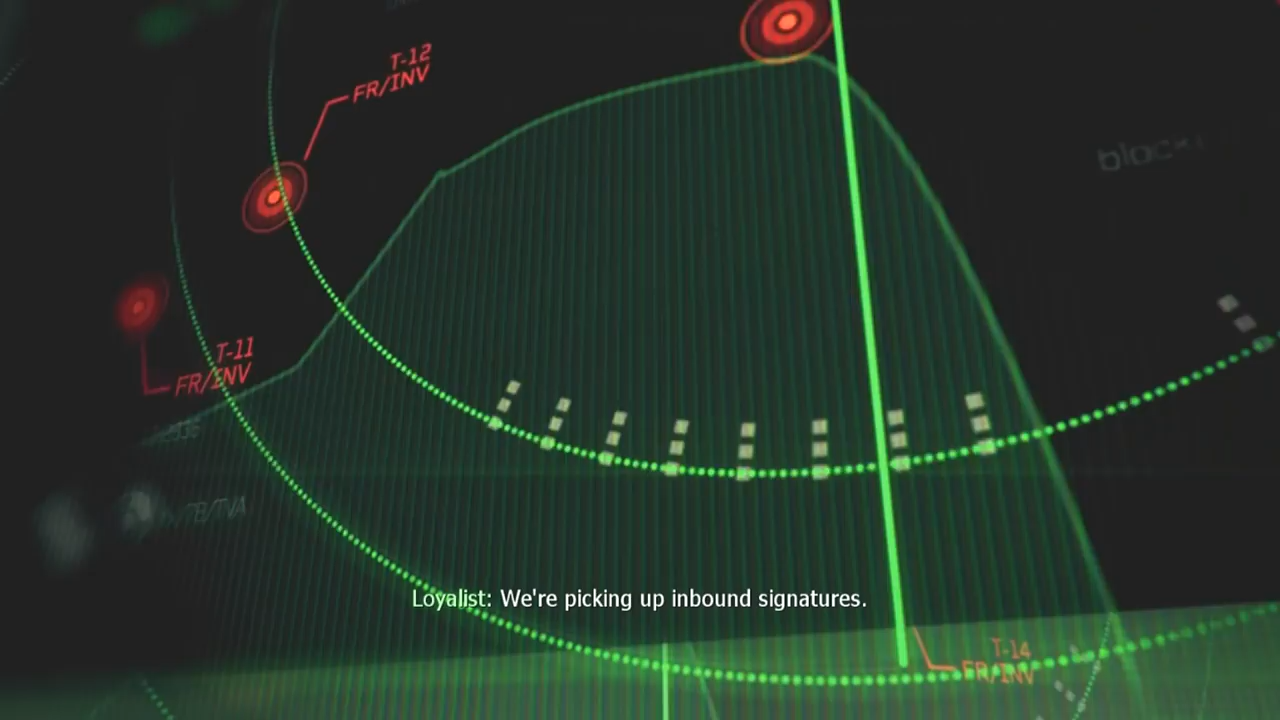 T-12
FR/INV
T-11
FR/INV
Loyalist: We're picking up inbound signatures.
T-14
FR/INV